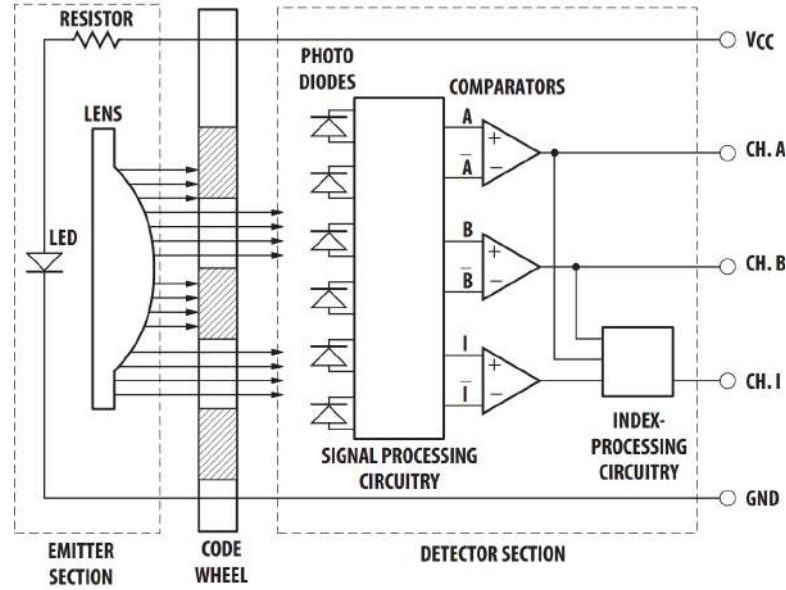 RESISTOR
LENS
LED
PHOTO
DIODES
COMPARATORS
A
A̅
B
B̅
I
I̅
+
−
+
−
+
−
VCC
CH. A
CH. B
CH. I
GND
SIGNAL PROCESSING
CIRCUITRY
INDEX-
PROCESSING
CIRCUITRY
EMITTER
SECTION
CODE
WHEEL
DETECTOR SECTION